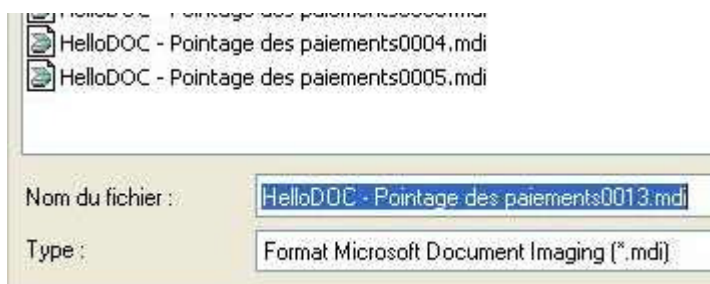 HelloDOC - Pointage des paiements0004.mdi
HelloDOC - Pointage des paiements0005.mdi
Nom du fichier :
HelloDOC - Pointage des paiements0013.mdi
Type :
Format Microsoft Document Imaging (*.mdi)